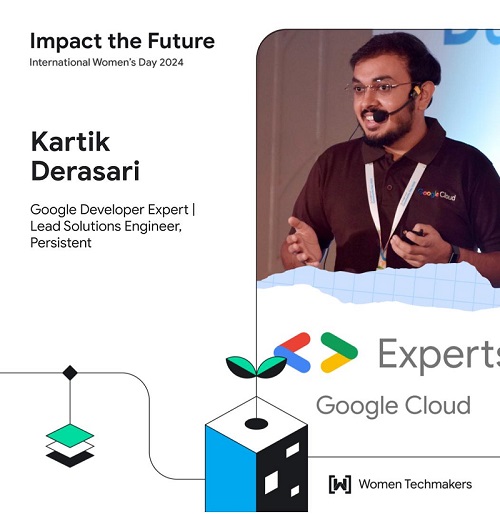 Impact the Future
International Women's Day 2024
Kartik
Derasari
Google Developer Expert |
Lead Solutions Engineer,
Persistent
Google Cloud
Experts
Google Cloud
[W] Women Techmakers